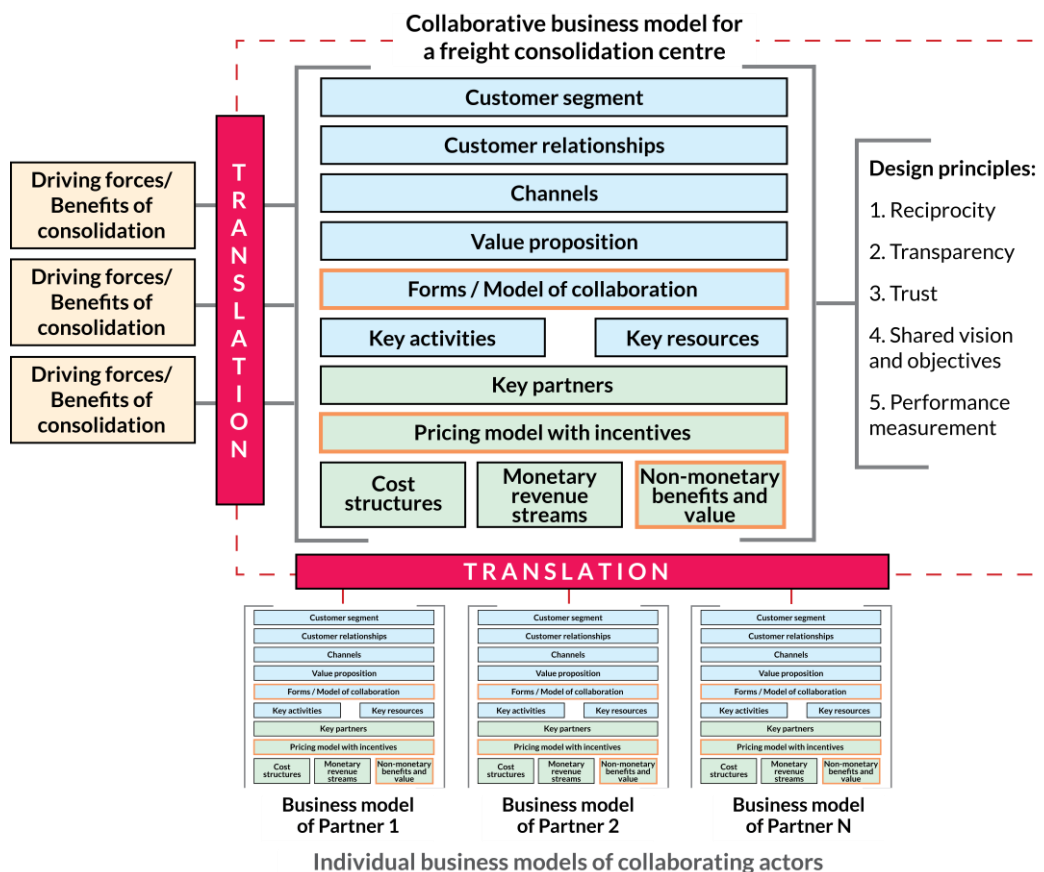 Collaborative business model for
a freight consolidation centre
Customer segment
Customer relationships
Channels
Value proposition
Forms / Model of collaboration
Key activities
Key resources
Key partners
Pricing model with incentives
Cost
structures
Monetary
revenue
streams
Non-monetary
benefits and
value
Driving forces/
Benefits of
consolidation
Driving forces/
Benefits of
consolidation
Driving forces/
Benefits of
consolidation
TRANSLATION
Design principles:
1. Reciprocity
2. Transparency
3. Trust
4. Shared vision
and objectives
5. Performance
measurement
TRANSLATION
Customer segment
Customer relationships
Channels
Value proposition
Forms / Model of collaboration
Key activities
Key resources
Key partners
Pricing model with incentives
Cost
structures
Monetary
revenue
streams
Non-monetary
benefits and
value
Business model
of Partner 1
Customer segment
Customer relationships
Channels
Value proposition
Forms / Model of collaboration
Key activities
Key resources
Key partners
Pricing model with incentives
Cost
structures
Monetary
revenue
streams
Non-monetary
benefits and
value
Business model
of Partner 2
Customer segment
Customer relationships
Channels
Value proposition
Forms / Model of collaboration
Key activities
Key resources
Key partners
Pricing model with incentives
Cost
structures
Monetary
revenue
streams
Non-monetary
benefits and
value
Business model
of Partner N
Individual business models of collaborating actors